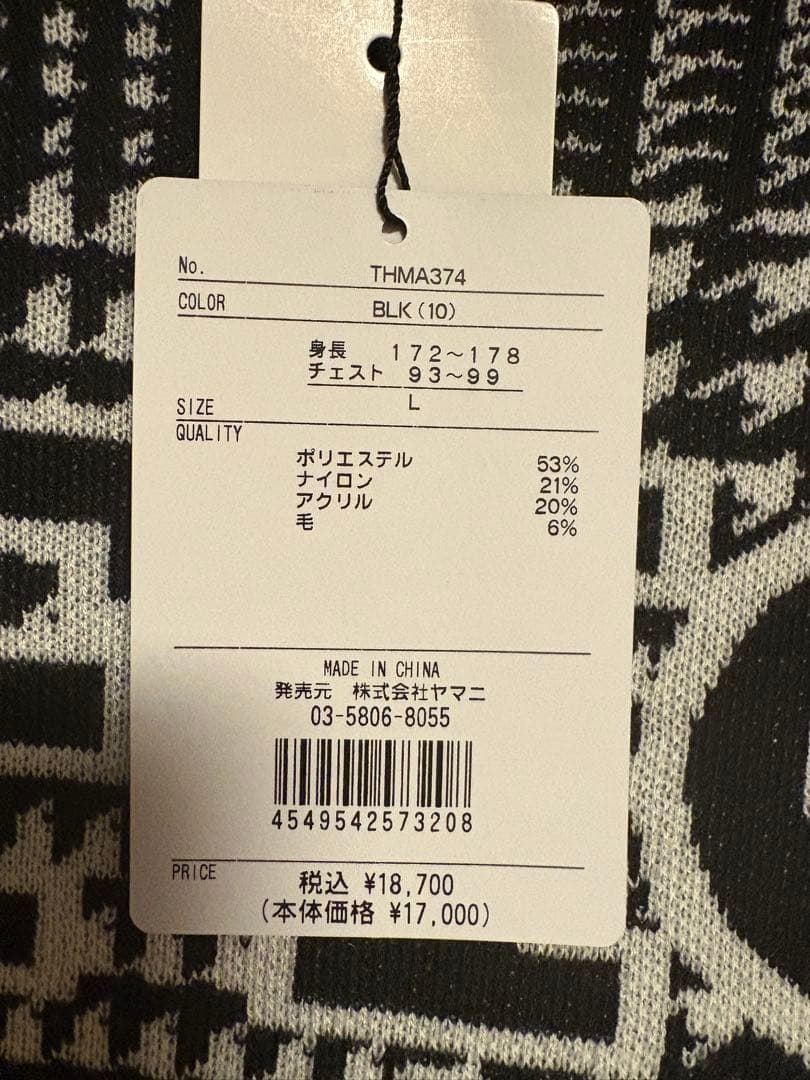 No. THMA374
COLOR BLK(10)
身長 172～178
チェスト 93～99
SIZE L
QUALITY
ポリエステル 53%
ナイロン 21%
アクリル 20%
毛 6%
MADE IN CHINA
発売元 株式会社ヤマニ
03-5806-8055
4549542573208
PRICE 税込 ¥18,700
(本体価格 ¥17,000)